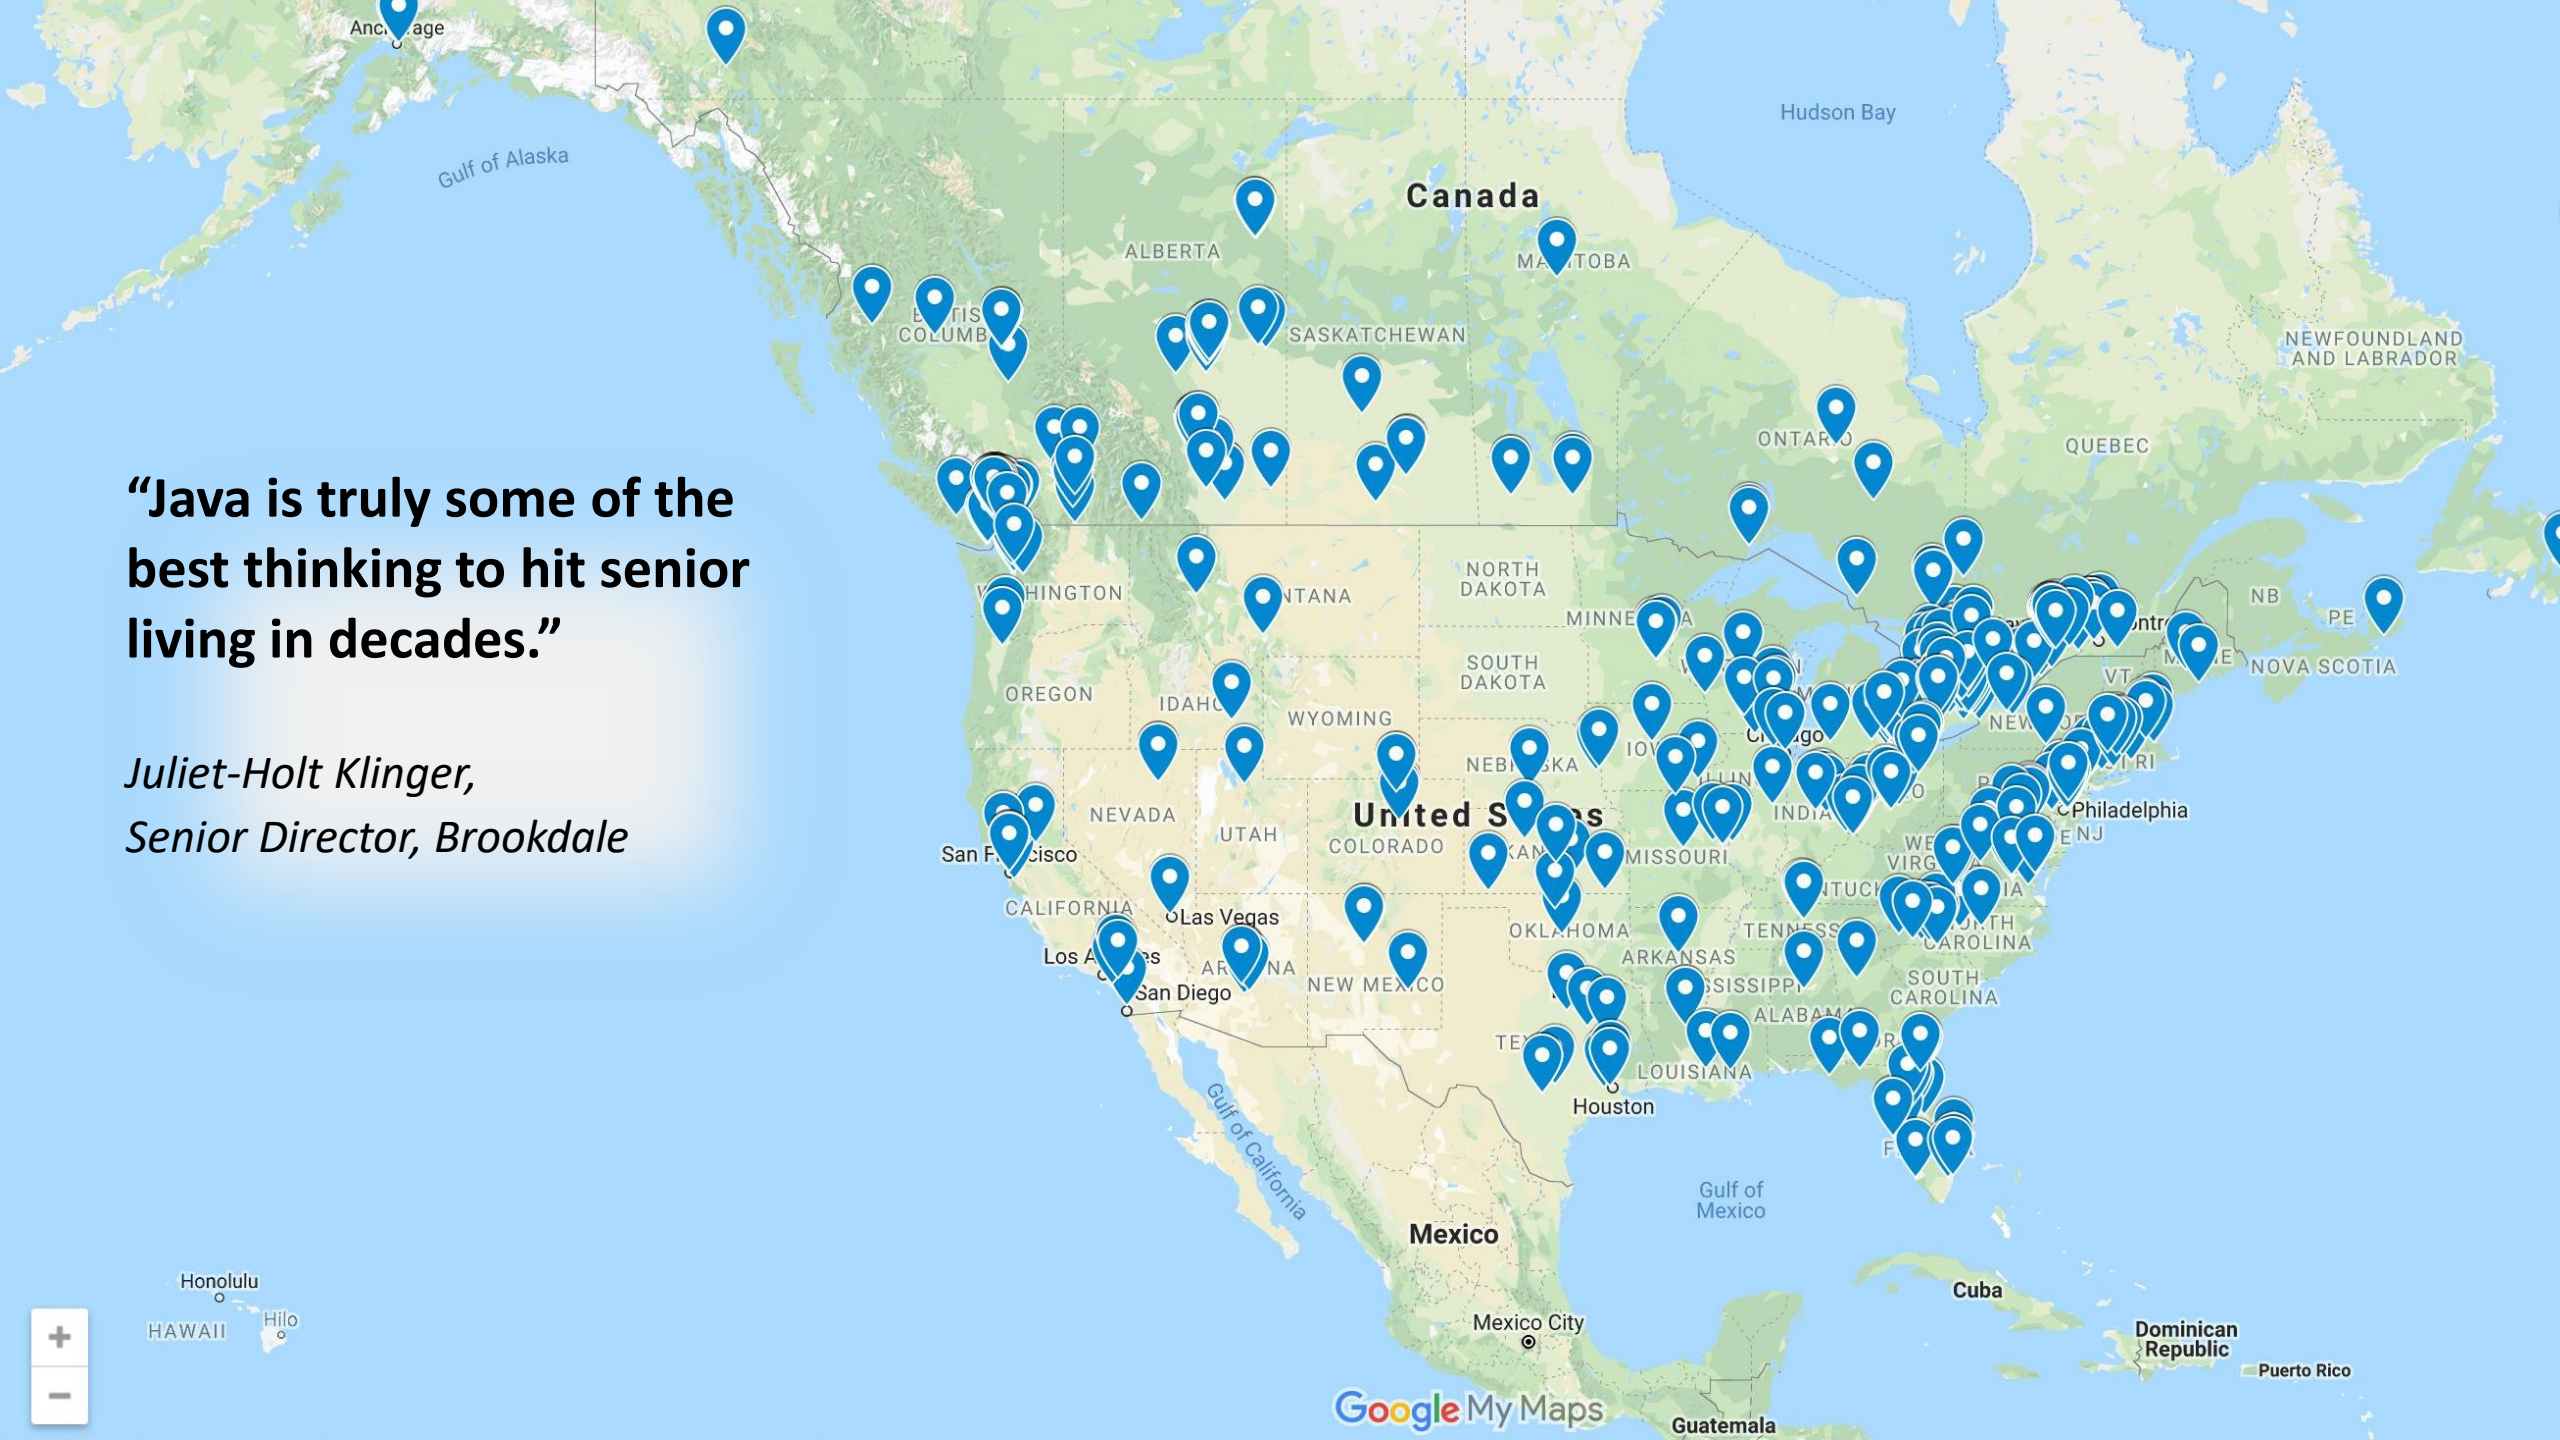 “Java is truly some of the
best thinking to hit senior
living in decades.”
Juliet-Holt Klinger,
Senior Director, Brookdale
Gulf of Alaska
Hudson Bay
Canada
ALBERTA
SASKATCHEWAN
NEWFOUNDLAND
AND LABRADOR
QUEBEC
NORTH
DAKOTA
NB
PE
NOVA SCOTIA
VT
SOUTH
DAKOTA
OREGON
WYOMING
NEVADA
UTAH
COLORADO
MISSOURI
Philadelphia
NJ
CALIFORNIA
Las Vegas
OKLAHOMA
ARKANSAS
San Diego
NEW MEXICO
SOUTH
CAROLINA
CAROLINA
LOUISIANA
Houston
Gulf of California
Gulf of
Mexico
Mexico
Honolulu
HAWAII
Hilo
Cuba
Mexico City
Dominican
Republic
Puerto Rico
Google My Maps
Guatemala
+
−